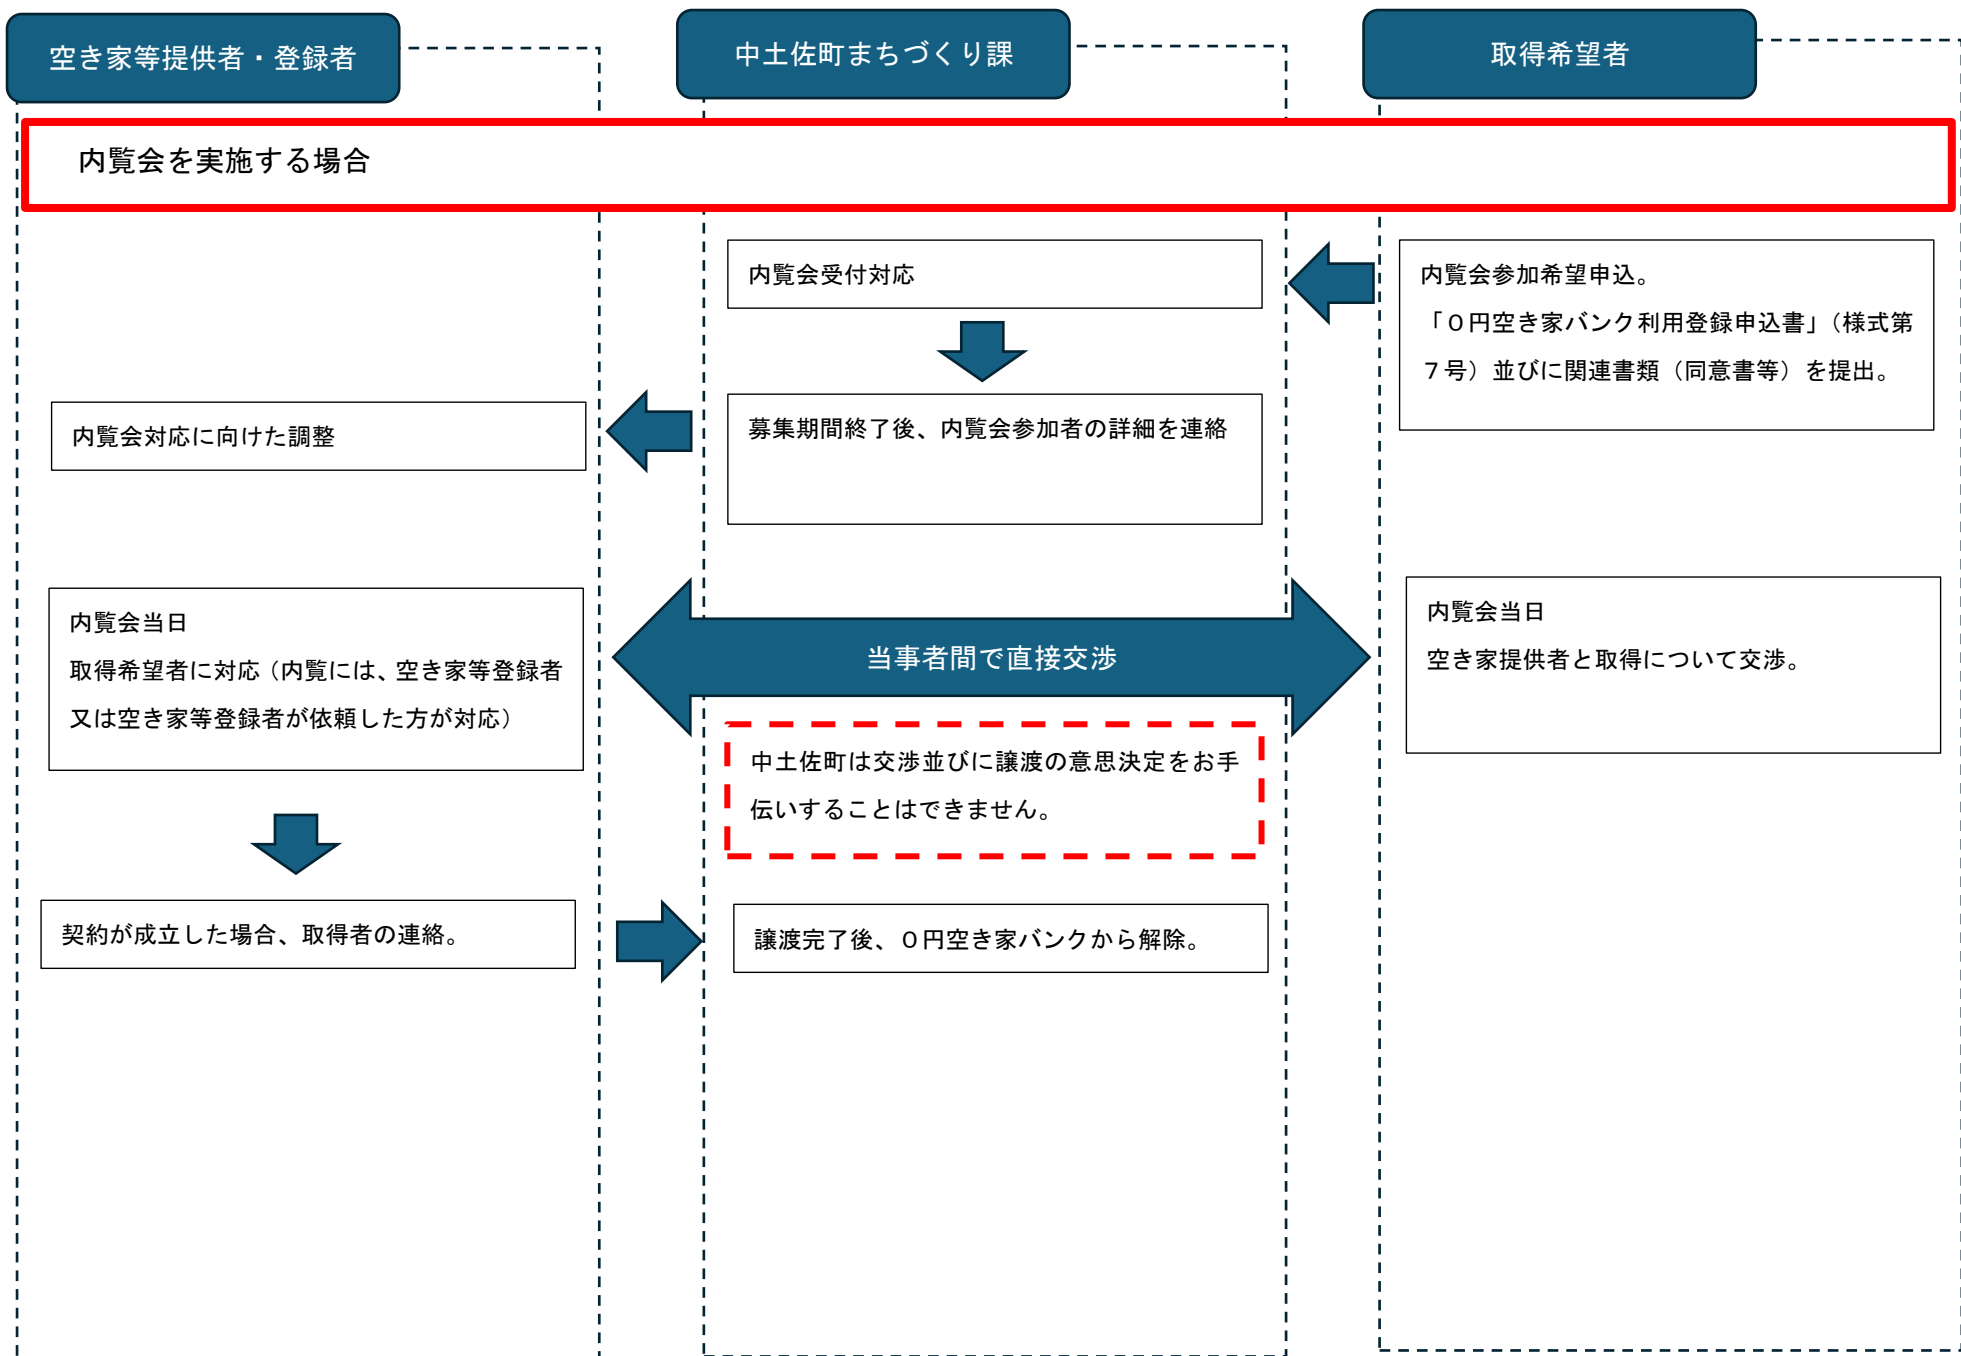 空き家等提供者・登録者
中土佐町まちづくり課
取得希望者
内覧会を実施する場合
内覧会受付対応
内覧会参加希望申込。
「０円空き家バンク利用登録申込書」（様式第
７号）並びに関連書類（同意書等）を提出。
内覧会対応に向けた調整
募集期間終了後、内覧会参加者の詳細を連絡
内覧会当日
取得希望者に対応（内覧には、空き家等登録者
又は空き家等登録者が依頼した方が対応）
当事者間で直接交渉
内覧会当日
空き家提供者と取得について交渉。
中土佐町は交渉並びに譲渡の意思決定をお手
伝いすることはできません。
契約が成立した場合、取得者の連絡。
譲渡完了後、０円空き家バンクから解除。